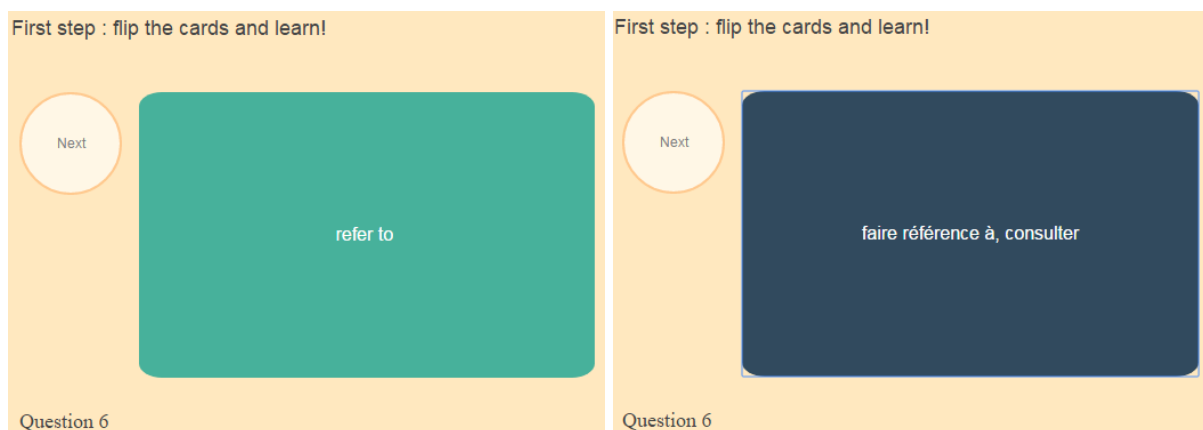 First step : flip the cards and learn!
Next
refer to
Question 6
First step : flip the cards and learn!
Next
faire référence à, consulter
Question 6